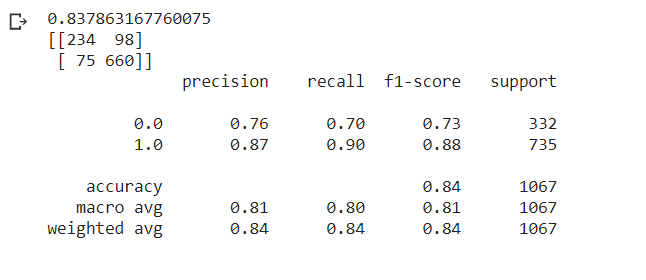 0.837863167760075
[[234  98]
 [ 75 660]]
              precision    recall  f1-score   support

         0.0       0.76      0.70      0.73       332
         1.0       0.87      0.90      0.88       735

    accuracy                           0.84      1067
   macro avg       0.81      0.80      0.81      1067
weighted avg       0.84      0.84      0.84      1067